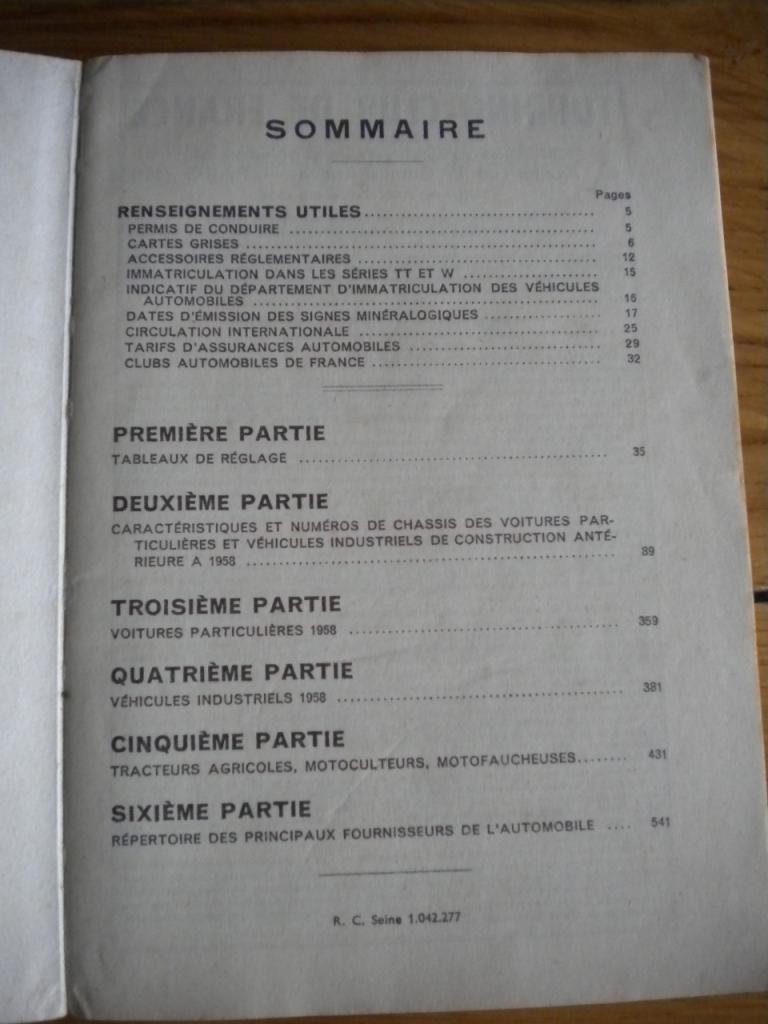 SOMMAIRE
Pages
RENSEIGNEMENTS UTILES 5
PERMIS DE CONDUIRE 5
CARTES GRISES 6
ACCESSOIRES RÉGLEMENTAIRES 12
IMMATRICULATION DANS LES SÉRIES TT ET W 15
INDICATIF DU DÉPARTEMENT D'IMMATRICULATION DES VÉHICULES
AUTOMOBILES 16
DATES D'ÉMISSION DES SIGNES MINÉRALOGIQUES 17
CIRCULATION INTERNATIONALE 25
TARIFS D'ASSURANCES AUTOMOBILES 29
CLUBS AUTOMOBILES DE FRANCE 32
PREMIÈRE PARTIE
TABLEAUX DE RÉGLAGE 35
DEUXIÈME PARTIE
CARACTÉRISTIQUES ET NUMÉROS DE CHASSIS DES VOITURES PAR-
TICULIÈRES ET VÉHICULES INDUSTRIELS DE CONSTRUCTION ANTÉ-
RIEURE A 1958 89
TROISIÈME PARTIE
VOITURES PARTICULIÈRES 1958 359
QUATRIÈME PARTIE
VÉHICULES INDUSTRIELS 1958 381
CINQUIÈME PARTIE
TRACTEURS AGRICOLES, MOTOCULTEURS, MOTOFAUCHEUSES 431
SIXIÈME PARTIE
RÉPERTOIRE DES PRINCIPAUX FOURNISSEURS DE L'AUTOMOBILE 541
R. C. Seine 1.042.277